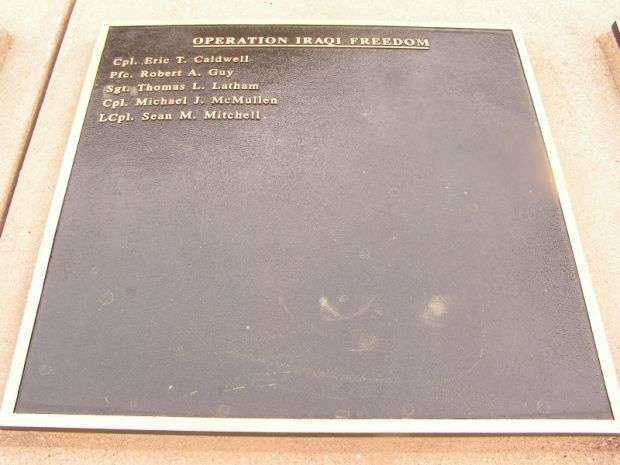 OPERATION IRAQI FREEDOM
Cpl. Eric T. Caldwell
Pfc. Robert A. Guy
Sgt. Thomas L. Latham
Cpl. Michael J. McMullen
LCpl. Sean M. Mitchell